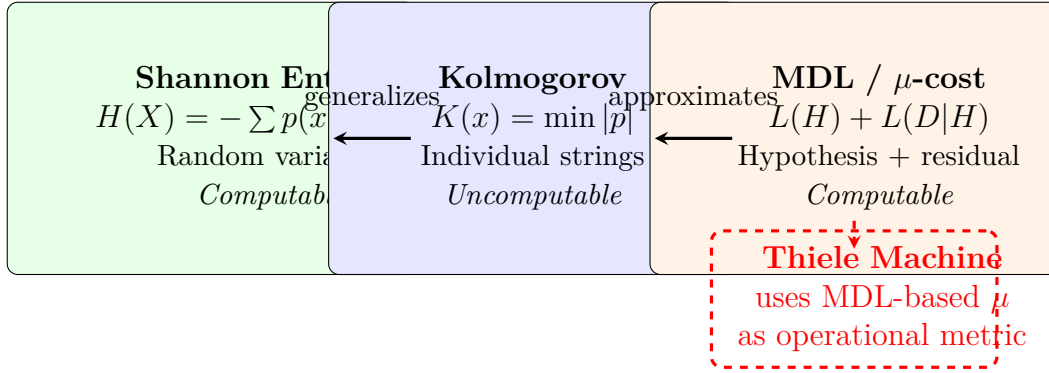 Shannon Ent
H(X) = − ∑ p(x
Random varia
Computab
generalizes
Kolmogorov
K(x) = min |p|
Individual strings
Uncomputable
approximates
MDL / μ-cost
L(H) + L(D|H)
Hypothesis + residual
Computable
Thiele Machine
uses MDL-based μ
as operational metric